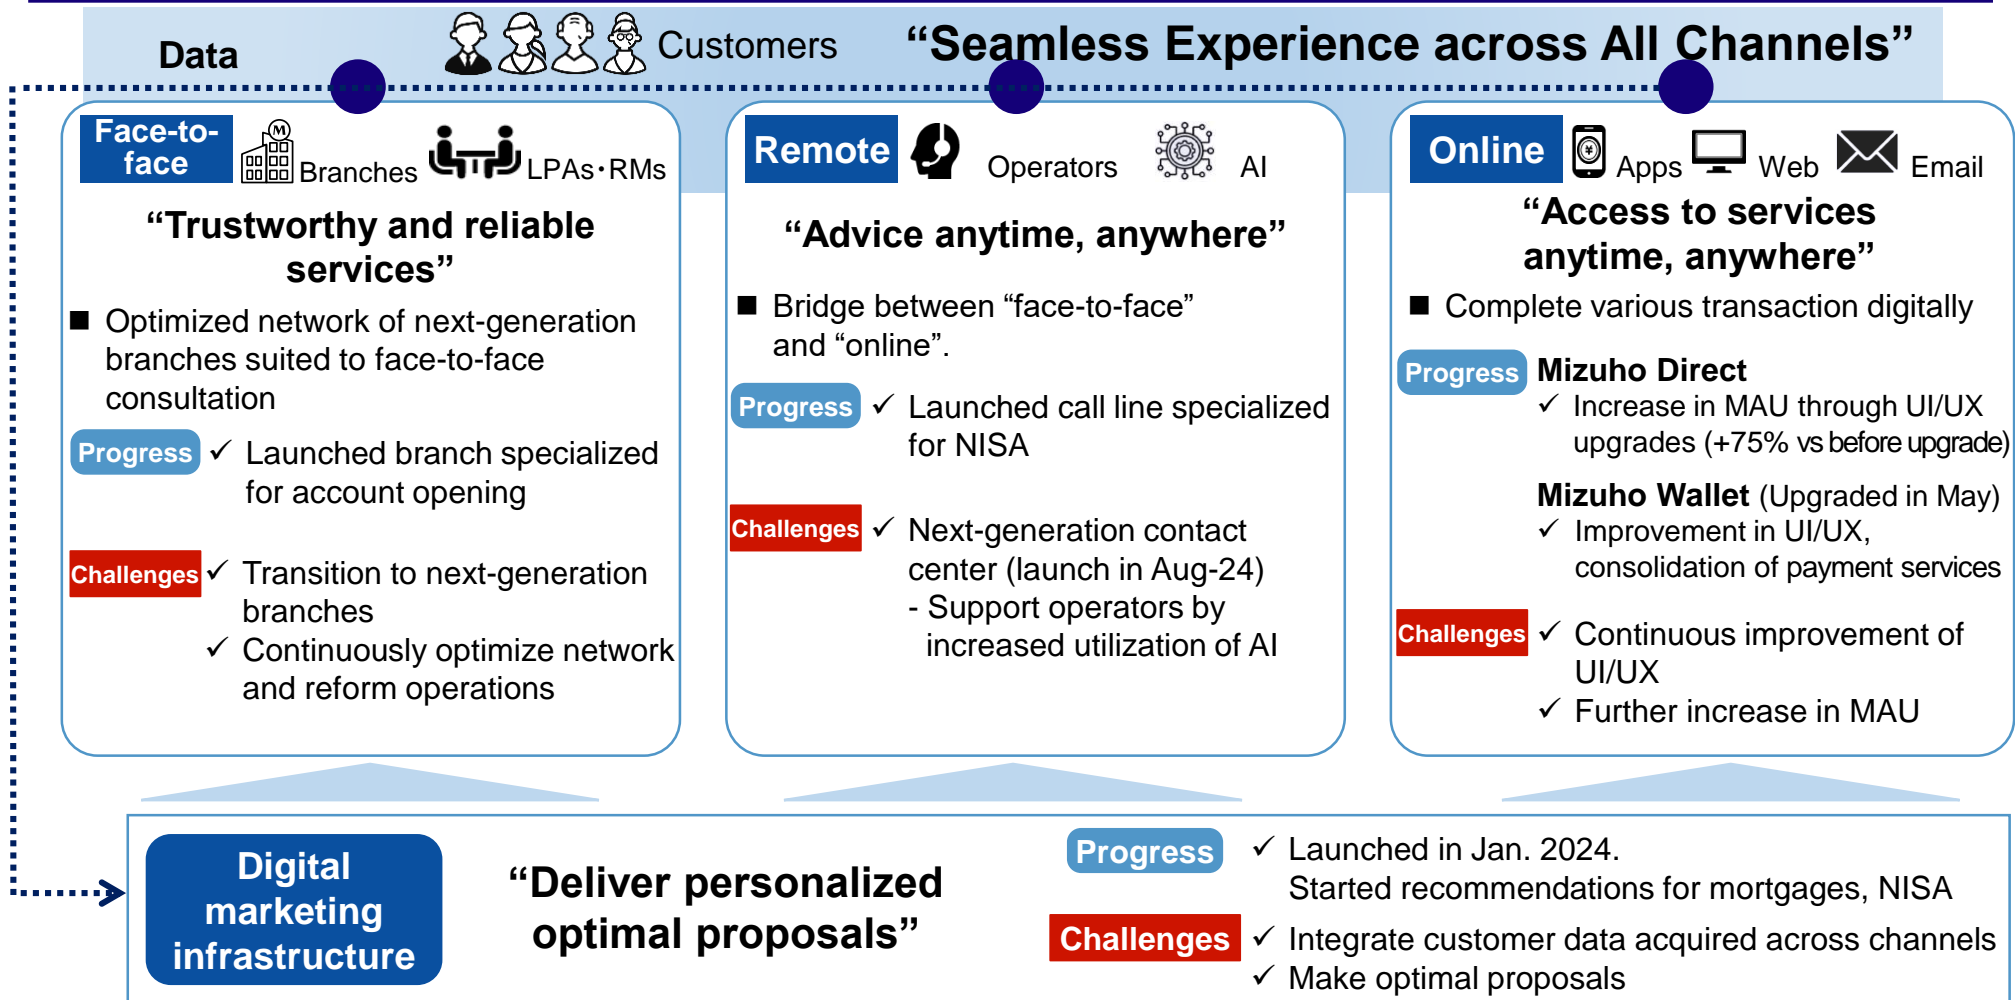 Data
Customers
“Seamless Experience across All Channels”
Face-to-
face
M
Branches
LPAs・RMs
“Trustworthy and reliable
services”
■ Optimized network of next-generation
branches suited to face-to-face
consultation
Progress
✓ Launched branch specialized
for account opening
Challenges
✓ Transition to next-generation
branches
✓ Continuously optimize network
and reform operations
Remote
Operators
AI
“Advice anytime, anywhere”
■ Bridge between “face-to-face”
and “online”.
Progress
✓ Launched call line specialized
for NISA
Challenges
✓ Next-generation contact
center (launch in Aug-24)
- Support operators by
increased utilization of AI
Online
¥
Apps
Web
Email
“Access to services
anytime, anywhere”
■ Complete various transaction digitally
Progress
Mizuho Direct
✓ Increase in MAU through UI/UX
upgrades (+75% vs before upgrade)
Mizuho Wallet (Upgraded in May)
✓ Improvement in UI/UX,
consolidation of payment services
Challenges
✓ Continuous improvement of
UI/UX
✓ Further increase in MAU
Digital
marketing
infrastructure
“Deliver personalized
optimal proposals”
Progress
✓ Launched in Jan. 2024.
Started recommendations for mortgages, NISA
Challenges
✓ Integrate customer data acquired across channels
✓ Make optimal proposals